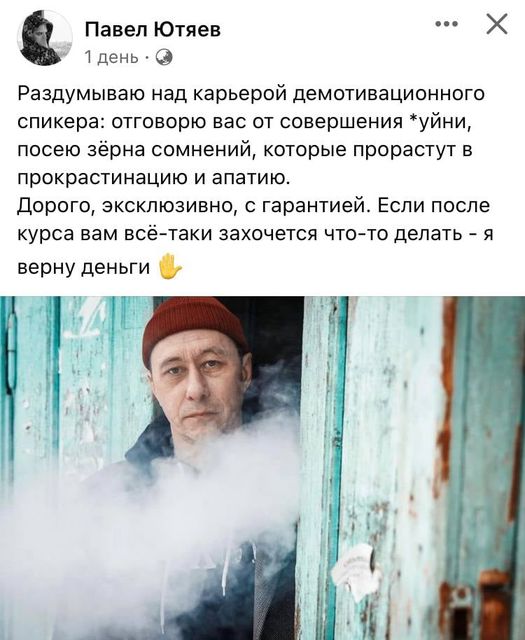 Павел Ютяев
1 день ·
Раздумываю над карьерой демотивационного
спикера: отговорю вас от совершения *уйни,
посею зёрна сомнений, которые прорастут в
прокрастинацию и апатию.
Дорого, эксклюзивно, с гарантией. Если после
курса вам всё-таки захочется что-то делать - я
верну деньги ✋